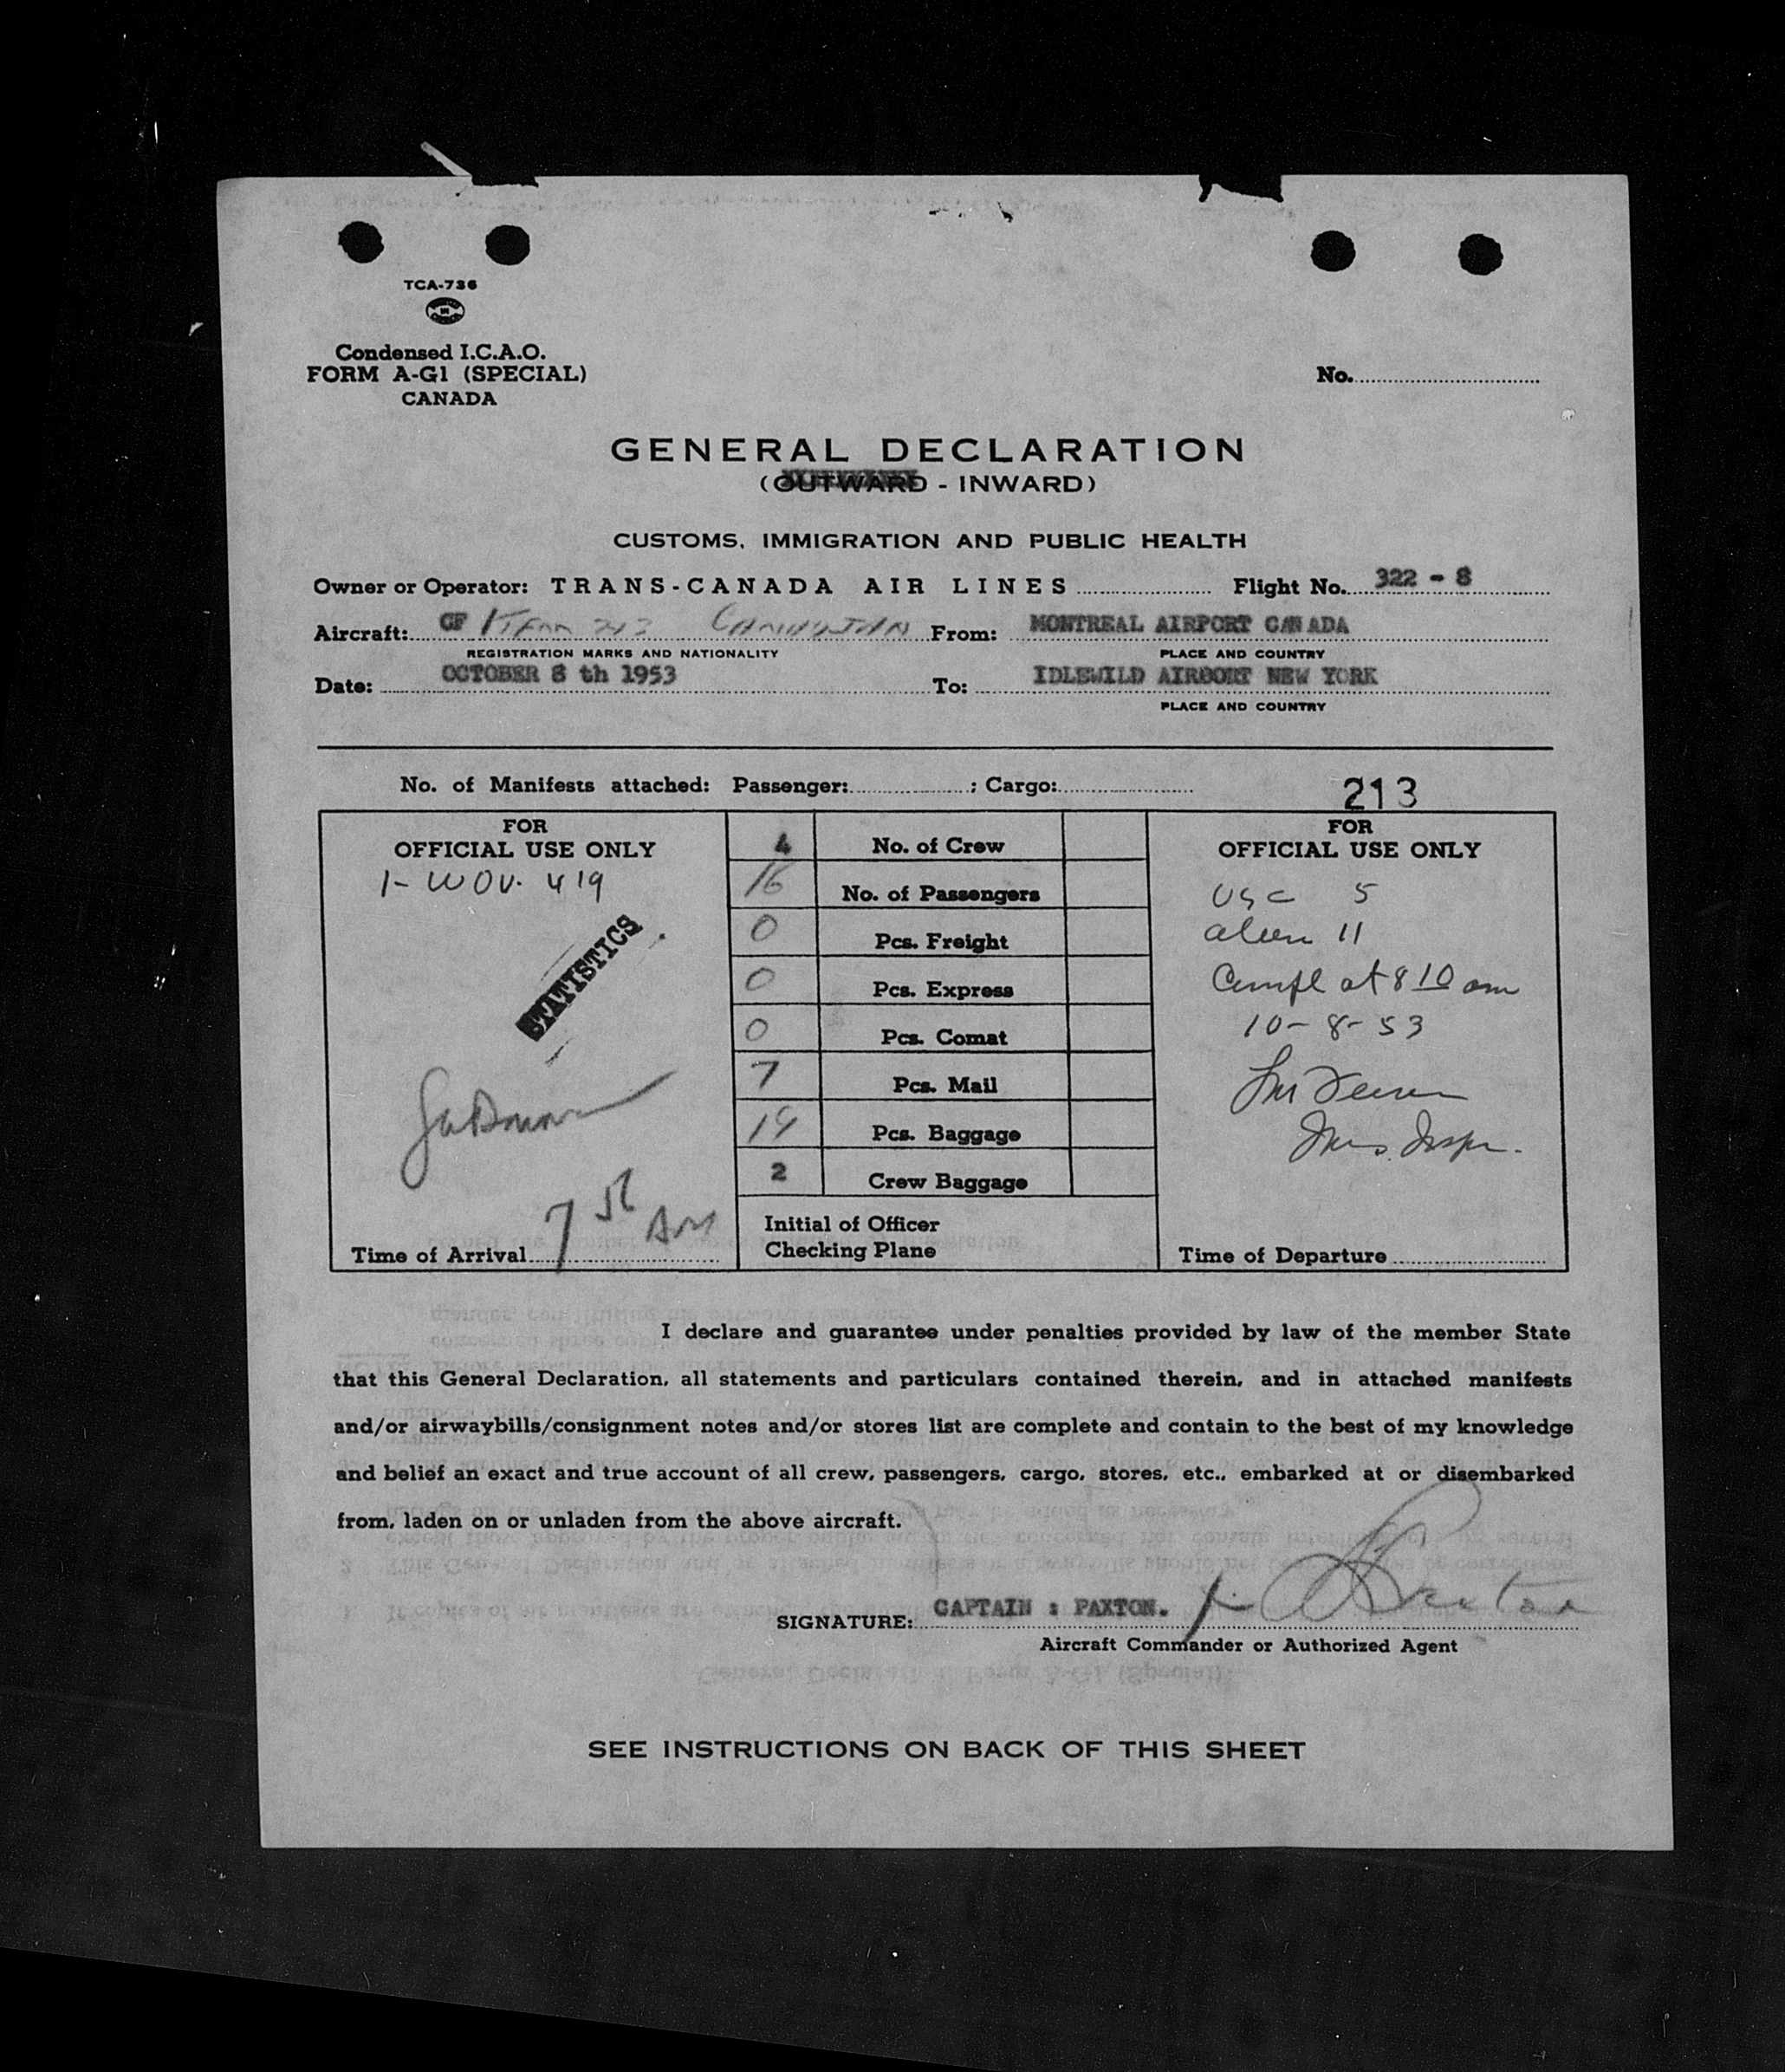 TCA-736
Condensed I.C.A.O.
FORM A-G1 (SPECIAL)
CANADA
No.
GENERAL DECLARATION
(OUTWARD - INWARD)
CUSTOMS, IMMIGRATION AND PUBLIC HEALTH
Owner or Operator: TRANS-CANADA AIR LINES Flight No. 322 - 8
Aircraft: CF From: MONTREAL AIRPORT CANADA
REGISTRATION MARKS AND NATIONALITY PLACE AND COUNTRY
Date: OCTOBER 8 th 1953 To: IDLEWILD AIRPORT NEW YORK
PLACE AND COUNTRY
No. of Manifests attached: Passenger: ; Cargo: 213
FOR
OFFICIAL USE ONLY
STATISTICS
Time of Arrival 7
4 No. of Crew
16 No. of Passengers
0 Pcs. Freight
0 Pcs. Express
0 Pcs. Comat
7 Pcs. Mail
Pcs. Baggage
2 Crew Baggage
Initial of Officer
Checking Plane
FOR
OFFICIAL USE ONLY
USC 5
alien 11
Compl at 8 10 am
10-8-53
Time of Departure
I declare and guarantee under penalties provided by law of the member State
that this General Declaration, all statements and particulars contained therein, and in attached manifests
and/or airwaybills/consignment notes and/or stores list are complete and contain to the best of my knowledge
and belief an exact and true account of all crew, passengers, cargo, stores, etc., embarked at or disembarked
from, laden on or unladen from the above aircraft.
SIGNATURE: CAPTAIN : PAXTON. Paxton
Aircraft Commander or Authorized Agent
SEE INSTRUCTIONS ON BACK OF THIS SHEET